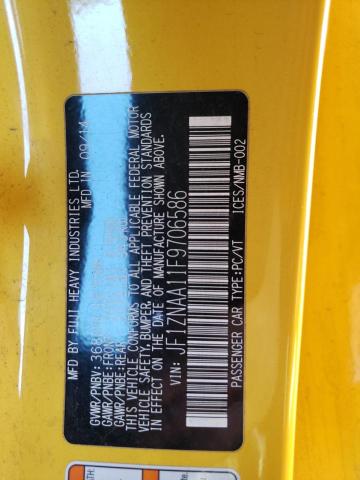 MFD BY FUJI HEAVY INDUSTRIES LTD. MFD IN 09/14
GVWR/PNBV: 368
GAWR/PNBE: FRON
GAWR/PNBE: REAR
THIS VEHICLE CONFORMS TO ALL APPLICABLE FEDERAL MOTOR
VEHICLE SAFETY, BUMPER, AND THEFT PREVENTION STANDARDS
IN EFFECT ON THE DATE OF MANUFACTURE SHOWN ABOVE.
VIN: JF1ZNAA11F9706586
PASSENGER CAR TYPE:PC/VT ICES/NMB-002